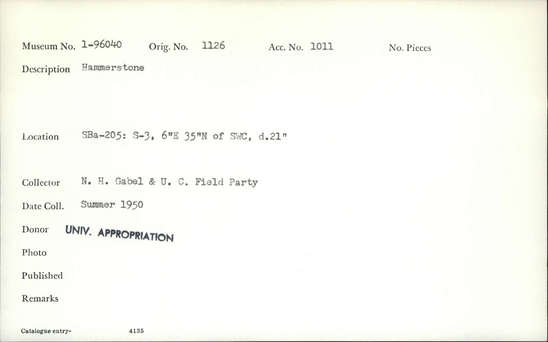 Museum No. 1-96040 Orig. No. 1126 Acc. No. 1011 No. Pieces
Description Hammerstone
Location SBa-205: S-3, 6"E 35"N of SWC, d.21"
Collector N. H. Gabel & U. C. Field Party
Date Coll. Summer 1950
Donor UNIV. APPROPRIATION
Photo
Published
Remarks
Catalogue entry- 4135